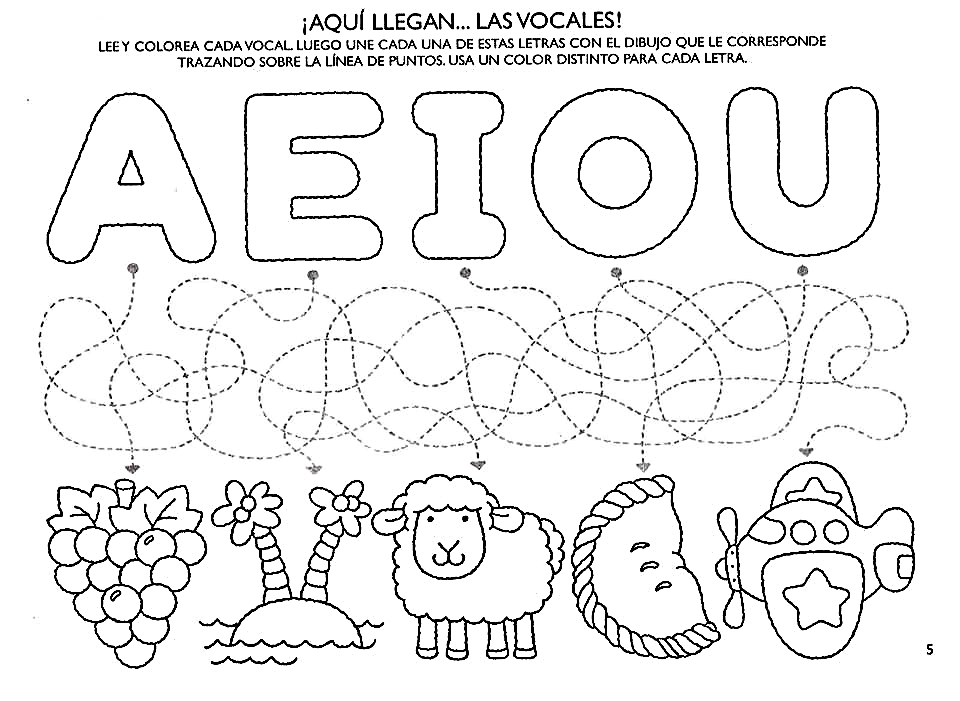 ¡AQUÍ LLEGAN... LAS VOCALES!
LEE Y COLOREA CADA VOCAL. LUEGO UNE CADA UNA DE ESTAS LETRAS CON EL DIBUJO QUE LE CORRESPONDE
TRAZANDO SOBRE LA LÍNEA DE PUNTOS. USA UN COLOR DISTINTO PARA CADA LETRA.
A E I O U
5